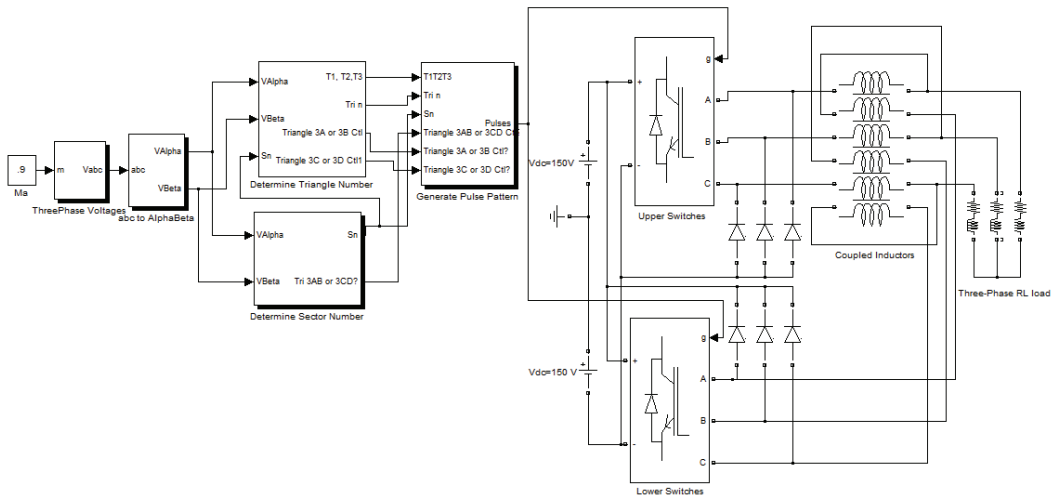 .9
Ma
m
Vabc
ThreePhase Voltages
abc
VAlpha
VBeta
abc to AlphaBeta
VAlpha
VBeta
Sn
T1, T2,T3
Tri n
Triangle 3A or 3B Ctl
Triangle 3C or 3D Ctl1
Determine Triangle Number
VAlpha
VBeta
Sn
Tri 3AB or 3CD?
Determine Sector Number
T1T2T3
Tri n
Sn
Triangle 3AB or 3CD Ctl
Triangle 3A or 3B Ctl?
Triangle 3C or 3D Ctl?
Pulses
Generate Pulse Pattern
Vdc=150V
+
Vdc=150 V
+
g
+
-
A
B
C
Upper Switches
g
+
-
A
B
C
Lower Switches
Coupled Inductors
Three-Phase RL load